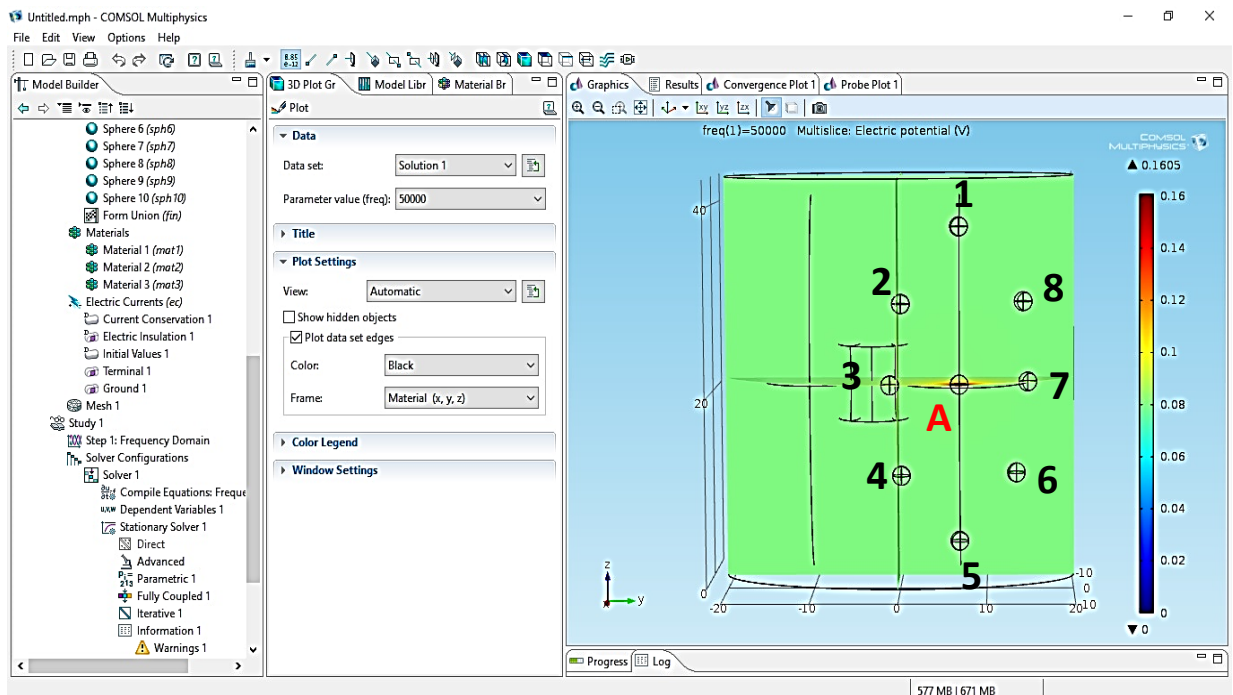 Untitled.mph - COMSOL Multiphysics
File Edit View Options Help
Model Builder
Sphere 6 (sph6)
Sphere 7 (sph7)
Sphere 8 (sph8)
Sphere 9 (sph9)
Sphere 10 (sph10)
Form Union (fin)
Materials
Material 1 (mat1)
Material 2 (mat2)
Material 3 (mat3)
Electric Currents (ec)
Current Conservation 1
Electric Insulation 1
Initial Values 1
Terminal 1
Ground 1
Mesh 1
Study 1
Step 1: Frequency Domain
Solver Configurations
Solver 1
Compile Equations: Freque
Dependent Variables 1
Stationary Solver 1
Direct
Advanced
Parametric 1
Fully Coupled 1
Iterative 1
Information 1
Warnings 1
3D Plot Gr Model Libr Material Br
Plot
Data
Data set: Solution 1
Parameter value (freq): 50000
Title
Plot Settings
View: Automatic
Show hidden objects
Plot data set edges
Color: Black
Frame: Material (x, y, z)
Color Legend
Window Settings
Graphics Results Convergence Plot 1 Probe Plot 1
xy yz zx
freq(1)=50000 Multislice: Electric potential (V)
COMSOL
MULTIPHYSICS
▲ 0.1605
0.16
0.14
0.12
0.1
0.08
0.06
0.04
0.02
0
▼ 0
40
20
0
-20
-10
0
10
20
-10
0
10
z
y
x
1
2
8
3
7
A
4
6
5
Progress Log
577 MB | 671 MB